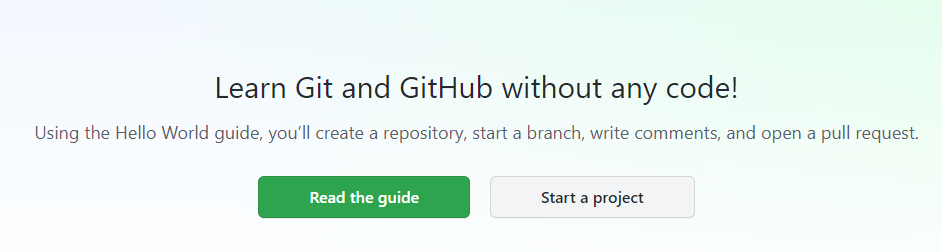 Learn Git and GitHub without any code!
Using the Hello World guide, you’ll create a repository, start a branch, write comments, and open a pull request.
Read the guide
Start a project